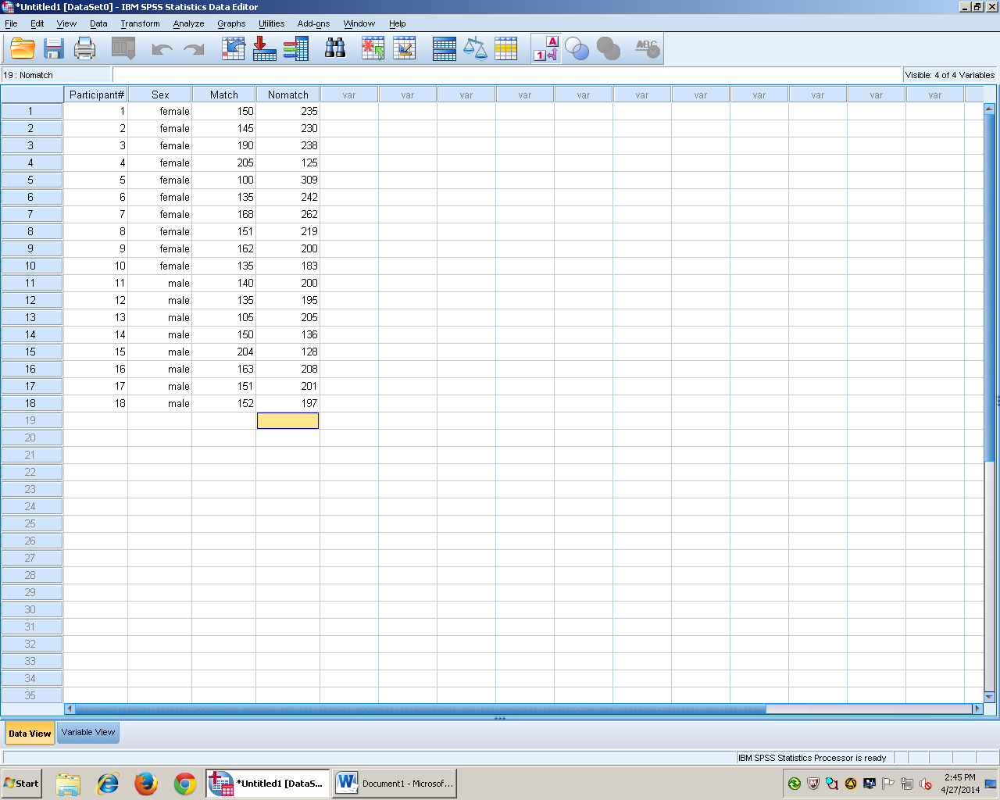 *Untitled1 [DataSet0] - IBM SPSS Statistics Data Editor
File Edit View Data Transform Analyze Graphs Utilities Add-ons Window Help
A
1
ABC
19 : Nomatch Visible: 4 of 4 Variables
Participant# Sex Match Nomatch var var var var var var var var var var var
1 1 female 150 235
2 2 female 145 230
3 3 female 190 238
4 4 female 205 125
5 5 female 100 309
6 6 female 135 242
7 7 female 168 262
8 8 female 151 219
9 9 female 162 200
10 10 female 135 183
11 11 male 140 200
12 12 male 135 195
13 13 male 105 205
14 14 male 150 136
15 15 male 204 128
16 16 male 163 208
17 17 male 151 201
18 18 male 152 197
19
20
21
22
23
24
25
26
27
28
29
30
31
32
33
34
35
Data View Variable View
IBM SPSS Statistics Processor is ready
Start *Untitled1 [DataS... Document1 - Microsof... 2:45 PM
4/27/2014